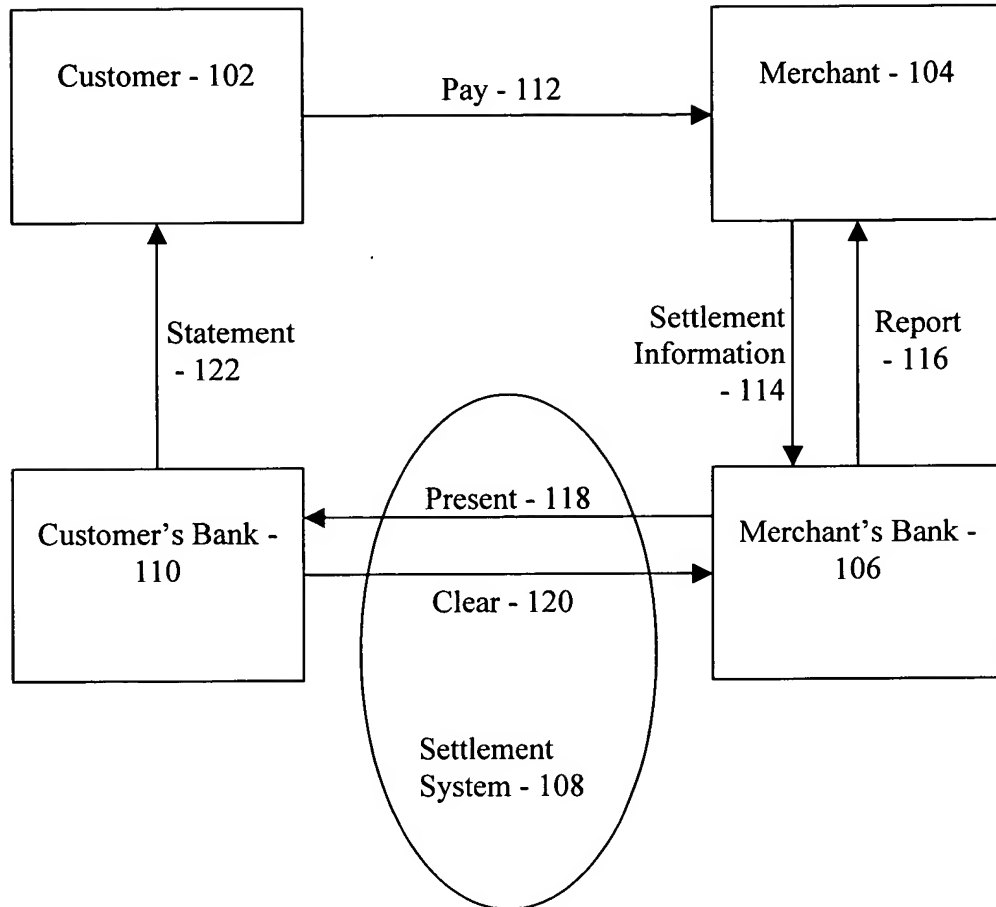 Customer - 102
Pay - 112
Merchant - 104
Statement
- 122
Settlement
Information
- 114
Report
- 116
Customer's Bank -
110
Present - 118
Clear - 120
Merchant's Bank -
106
Settlement
System - 108